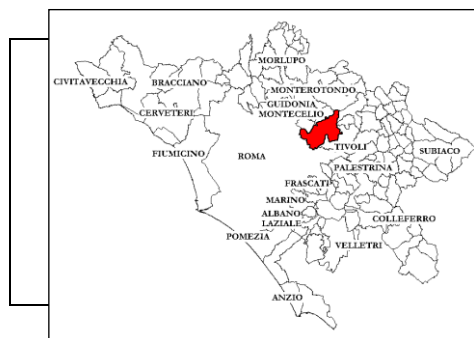 MORLUPO
CIVITAVECCHIA
BRACCIANO
MONTEROTONDO
GUIDONIA
MONTECELIO
CERVETERE
TIVOLI
SUBIACO
FIUMICINO
ROMA
PALESTRINA
FRASCATI
MARINO
ALBANO
LAZIALE
COLLEFERRO
POMEZIA
VELLETRI
ANZIO